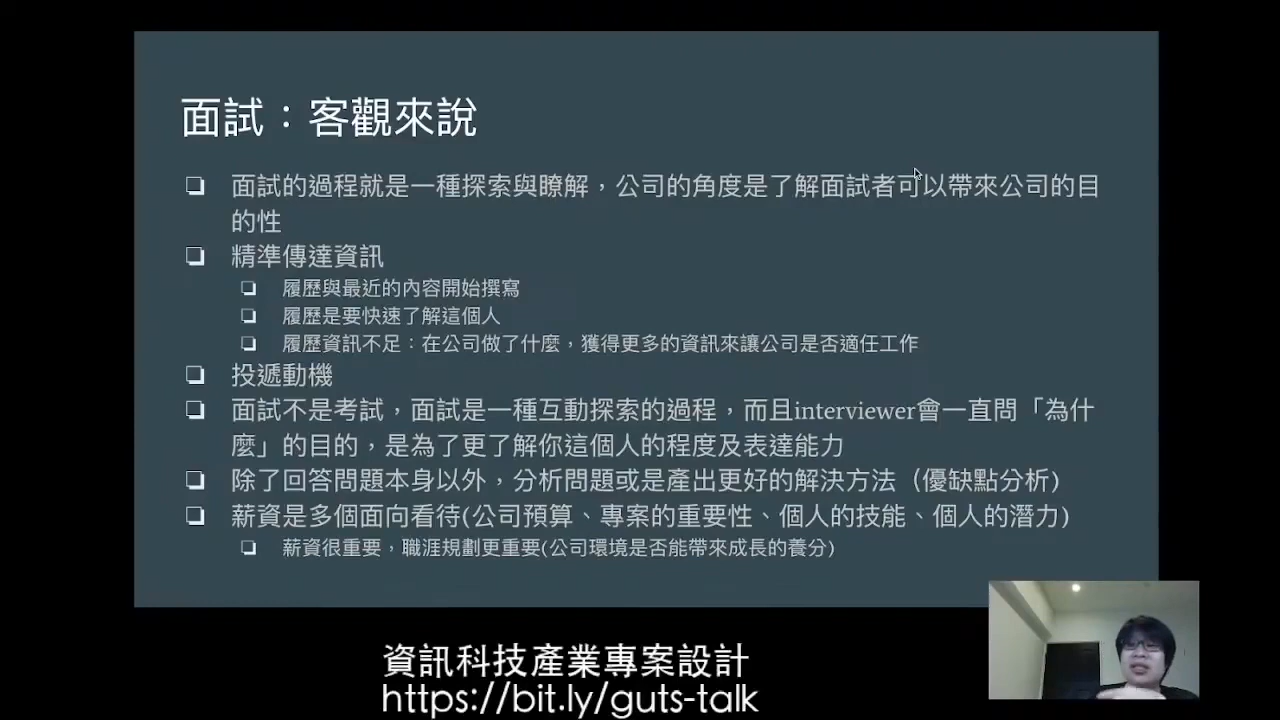 面試：客觀來說
面試的過程就是一種探索與瞭解，公司的角度是了解面試者可以帶來公司的目
的性
精準傳達資訊
履歷與最近的內容開始撰寫
履歷是要快速了解這個人
履歷資訊不足：在公司做了什麼，獲得更多的資訊來讓公司是否適任工作
投遞動機
面試不是考試，面試是一種互動探索的過程，而且interviewer會一直問「為什
麼」的目的，是為了更了解你這個人的程度及表達能力
除了回答問題本身以外，分析問題或是產出更好的解決方法（優缺點分析）
薪資是多個面向看待(公司預算、專案的重要性、個人的技能、個人的潛力)
薪資很重要，職涯規劃更重要(公司環境是否能帶來成長的養分)
資訊科技產業專案設計
https://bit.ly/guts-talk